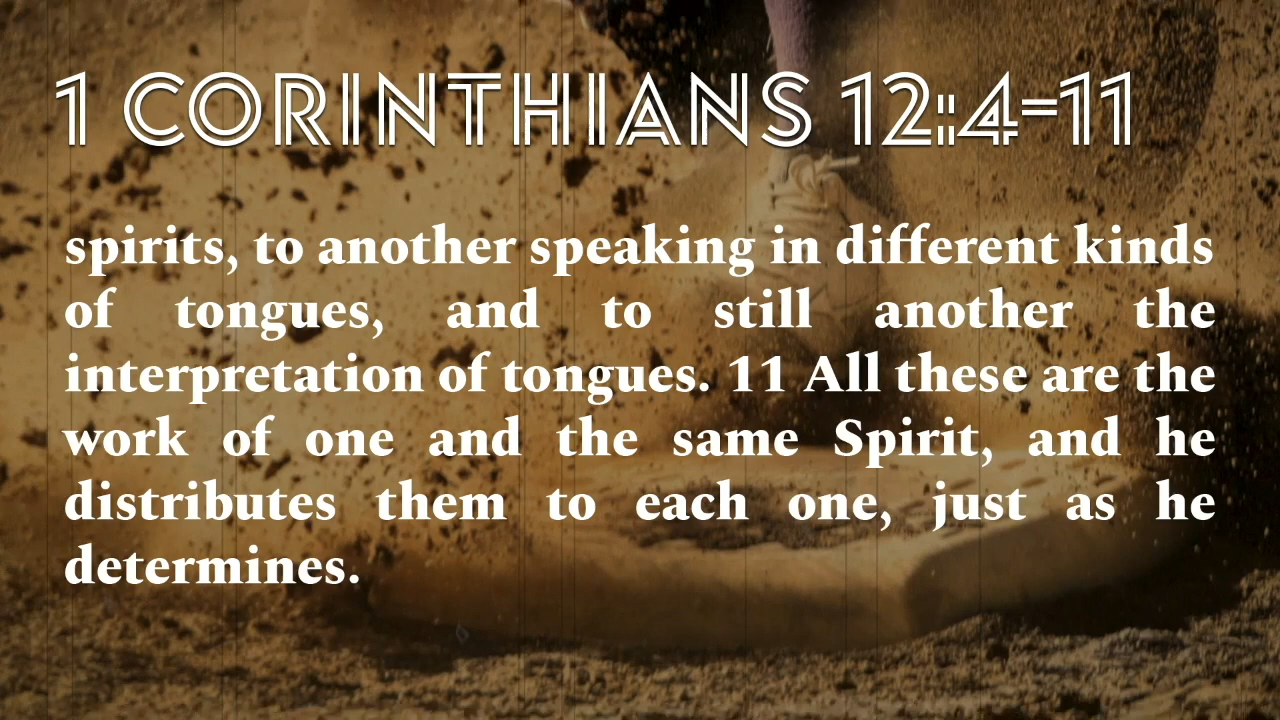 1 CORINTHIANS 12:4-11
spirits, to another speaking in different kinds
of tongues, and to still another the
interpretation of tongues. 11 All these are the
work of one and the same Spirit, and he
distributes them to each one, just as he
determines.